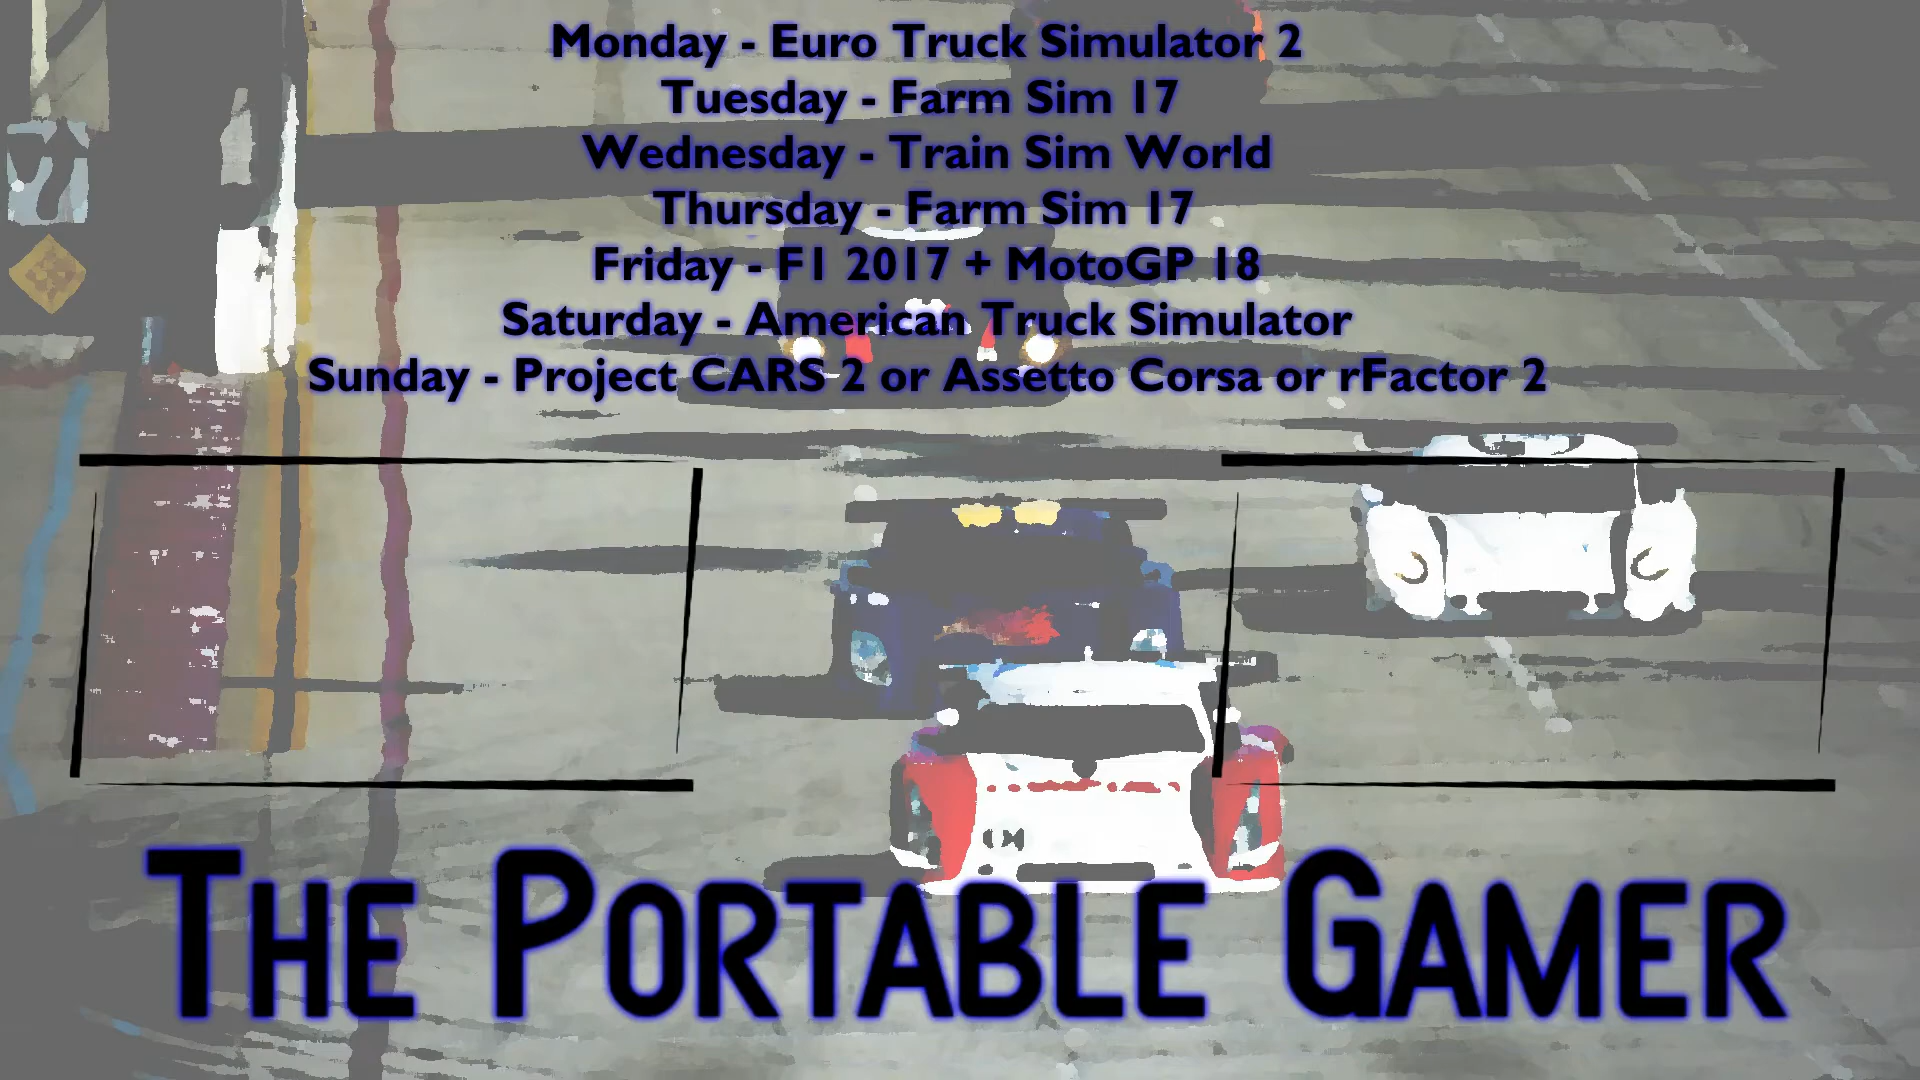 Monday - Euro Truck Simulator 2
Tuesday - Farm Sim 17
Wednesday - Train Sim World
Thursday - Farm Sim 17
Friday - F1 2017 + MotoGP 18
Saturday - American Truck Simulator
Sunday - Project CARS 2 or Assetto Corsa or rFactor 2
The Portable Gamer